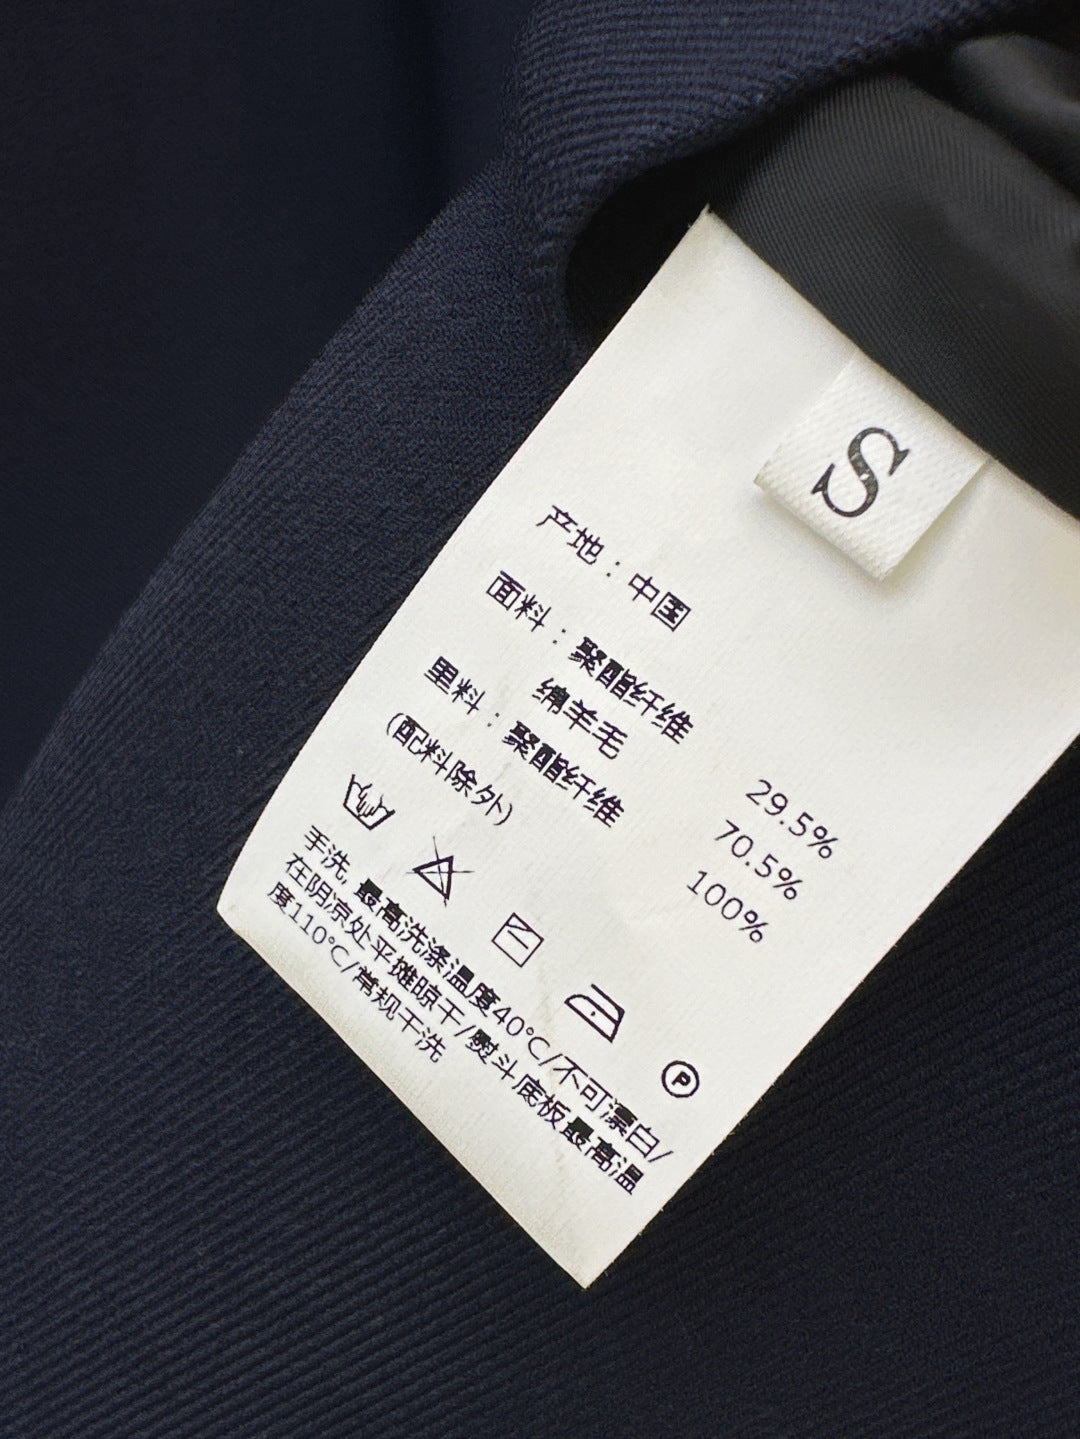 S
产地：中国
面料：聚酯纤维 29.5%
绵羊毛 70.5%
里料：聚酯纤维 100%
(配料除外)
P
手洗,最高洗涤温度40°C/不可漂白/
在阴凉处平摊晾干/熨斗底板最高温
度110°C/常规干洗